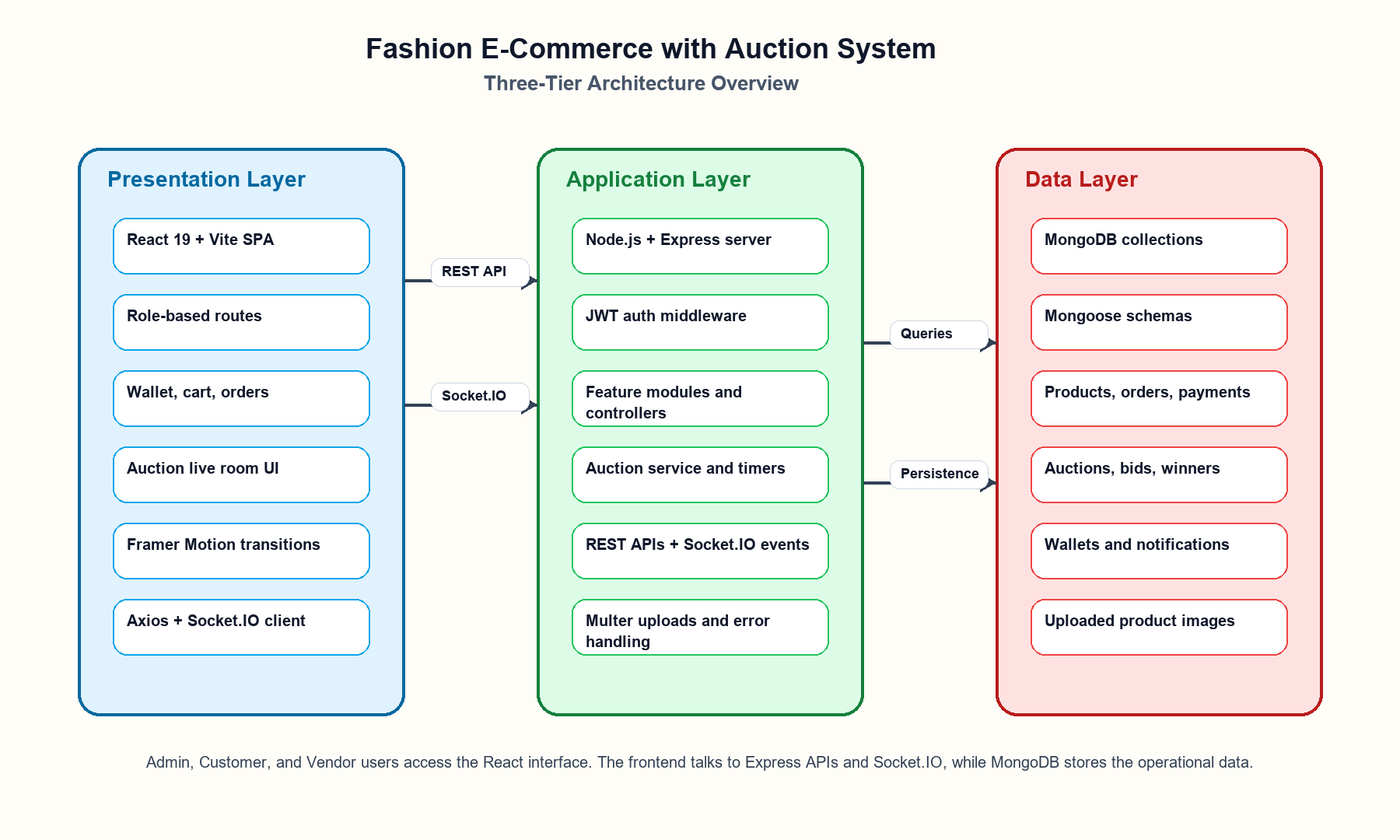 Fashion E-Commerce with Auction System
Three-Tier Architecture Overview
Presentation Layer
React 19 + Vite SPA
Role-based routes
Wallet, cart, orders
Auction live room UI
Framer Motion transitions
Axios + Socket.IO client
REST API
Socket.IO
Application Layer
Node.js + Express server
JWT auth middleware
Feature modules and
controllers
Auction service and timers
REST APIs + Socket.IO events
Multer uploads and error
handling
Queries
Persistence
Data Layer
MongoDB collections
Mongoose schemas
Products, orders, payments
Auctions, bids, winners
Wallets and notifications
Uploaded product images
Admin, Customer, and Vendor users access the React interface. The frontend talks to Express APIs and Socket.IO, while MongoDB stores the operational data.